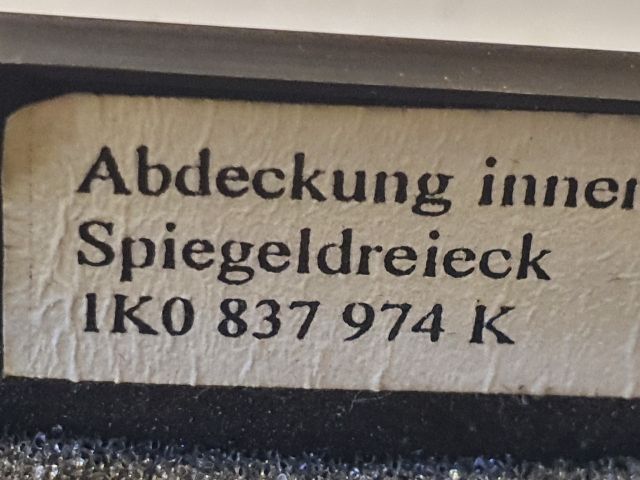 Abdeckung innen
Spiegeldreieck
1K0 837 974 K